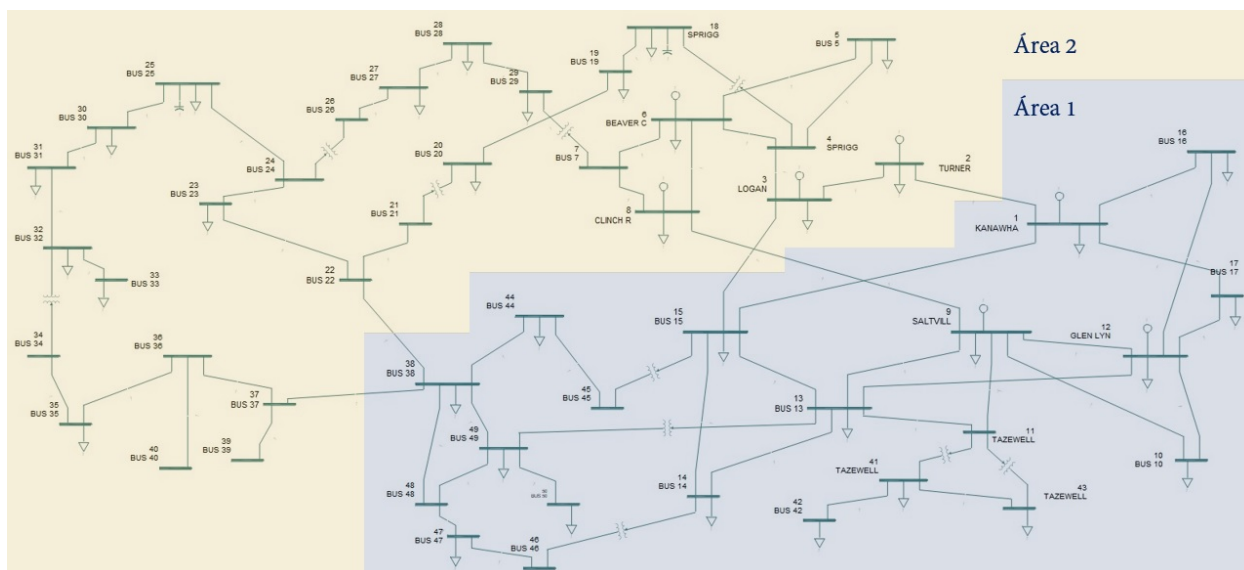 Área 2
Área 1
28
BUS 28
18
SPRIGG
5
BUS 5
25
BUS 25
27
BUS 27
19
BUS 19
29
BUS 29
26
BUS 26
30
BUS 30
6
BEAVER C
4
SPRIGG
16
BUS 16
31
BUS 31
24
BUS 24
20
BUS 20
7
BUS 7
2
TURNER
3
LOGAN
23
BUS 23
21
BUS 21
8
CLINCH R
1
KANAWHA
32
BUS 32
33
BUS 33
22
BUS 22
17
BUS 17
44
BUS 44
15
BUS 15
9
SALTVILL
12
GLEN LYN
34
BUS 34
36
BUS 36
38
BUS 38
37
BUS 37
45
BUS 45
13
BUS 13
35
BUS 35
39
BUS 39
40
BUS 40
49
BUS 49
11
TAZEWELL
10
BUS 10
41
TAZEWELL
43
TAZEWELL
14
BUS 14
48
BUS 48
42
BUS 42
47
BUS 47
46
BUS 46